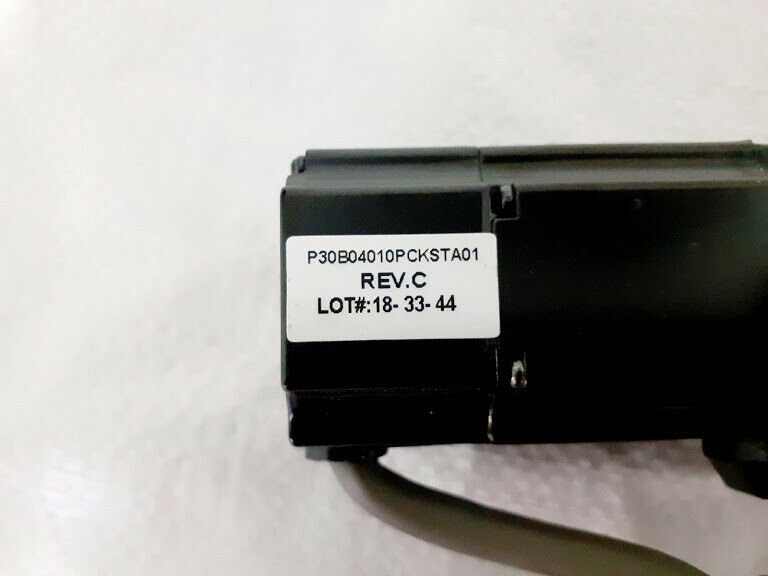 P30B04010PCKSTA01
REV.C
LOT#:18- 33- 44